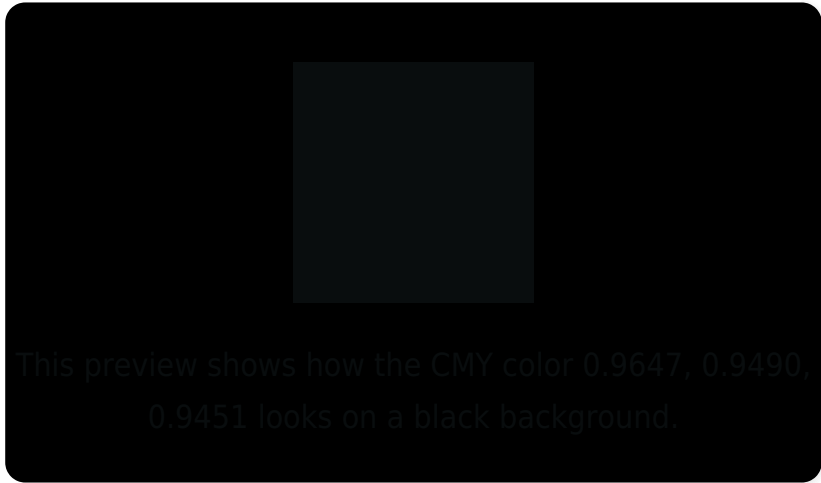 This preview shows how the CMY color 0.9647, 0.9490,
0.9451 looks on a black background.